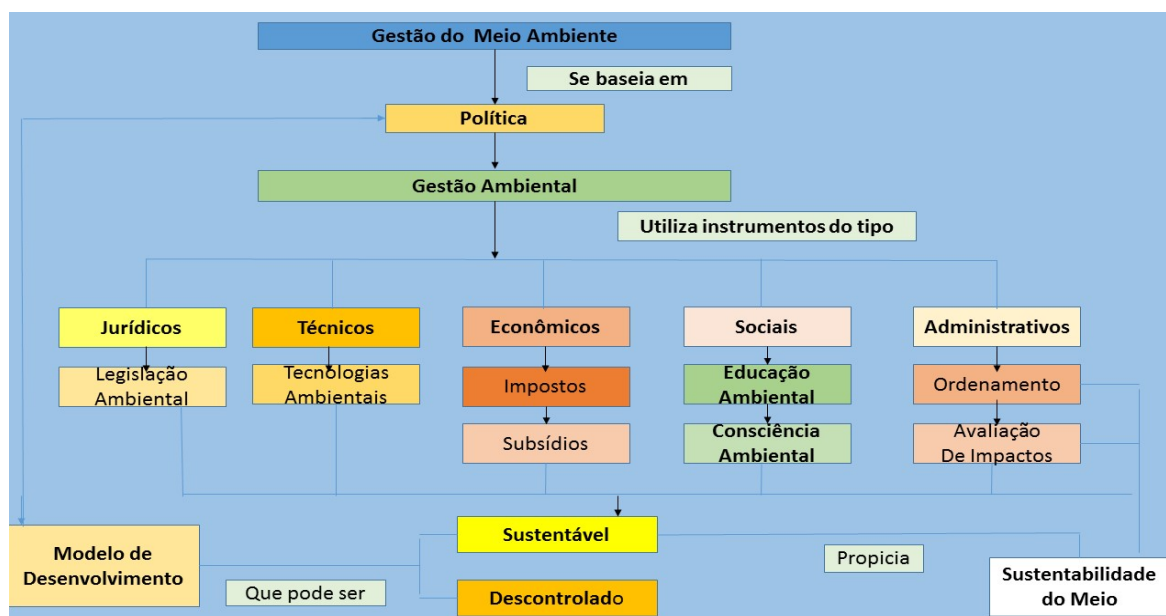 Gestão do Meio Ambiente
Se baseia em
Política
Gestão Ambiental
Utiliza instrumentos do tipo
Jurídicos
Técnicos
Econômicos
Sociais
Administrativos
Legislação
Ambiental
Tecnologias
Ambientais
Impostos
Educação
Ambiental
Ordenamento
Subsídios
Consciência
Ambiental
Avaliação
De Impactos
Modelo de
Desenvolvimento
Que pode ser
Sustentável
Descontrolado
Propicia
Sustentabilidade
do Meio